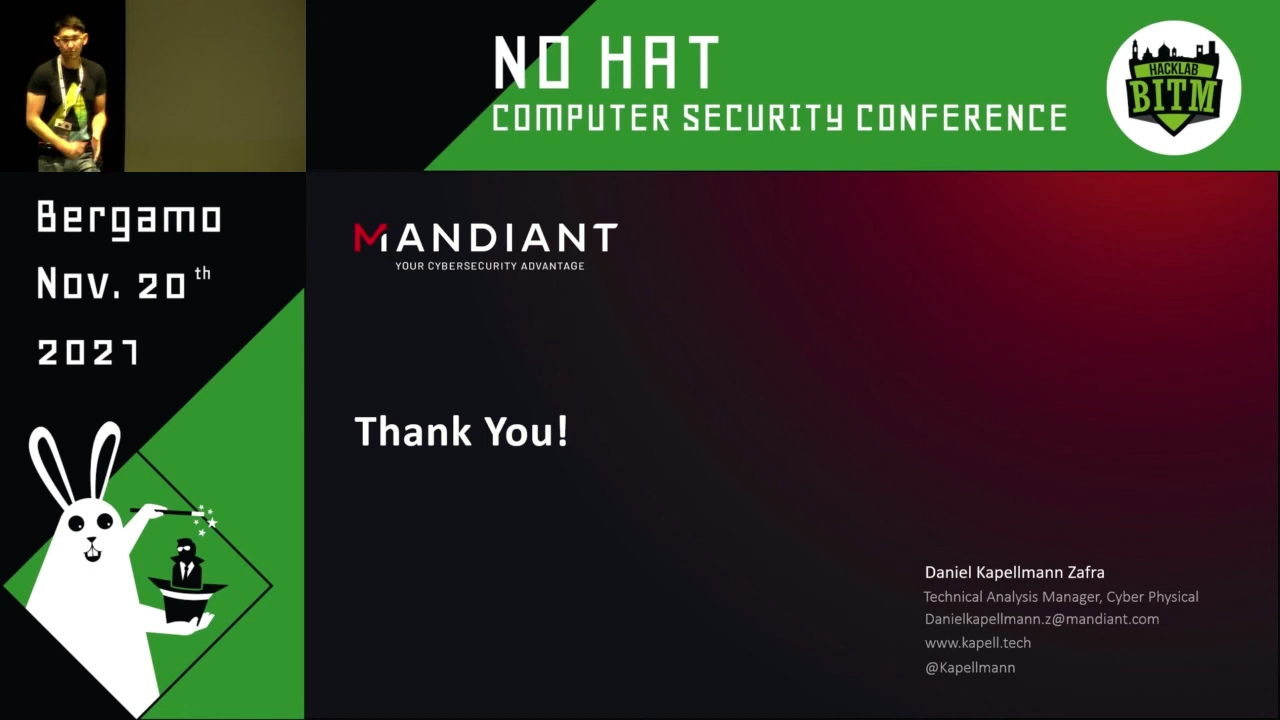 NO HAT
COMPUTER SECURITY CONFERENCE
HACKLAB
BITM
Bergamo
Nov. 20th
2021
MANDIANT
YOUR CYBERSECURITY ADVANTAGE
Thank You!
Daniel Kapellmann Zafra
Technical Analysis Manager, Cyber Physical
Danielkapellmann.z@mandiant.com
www.kapell.tech
@Kapellmann